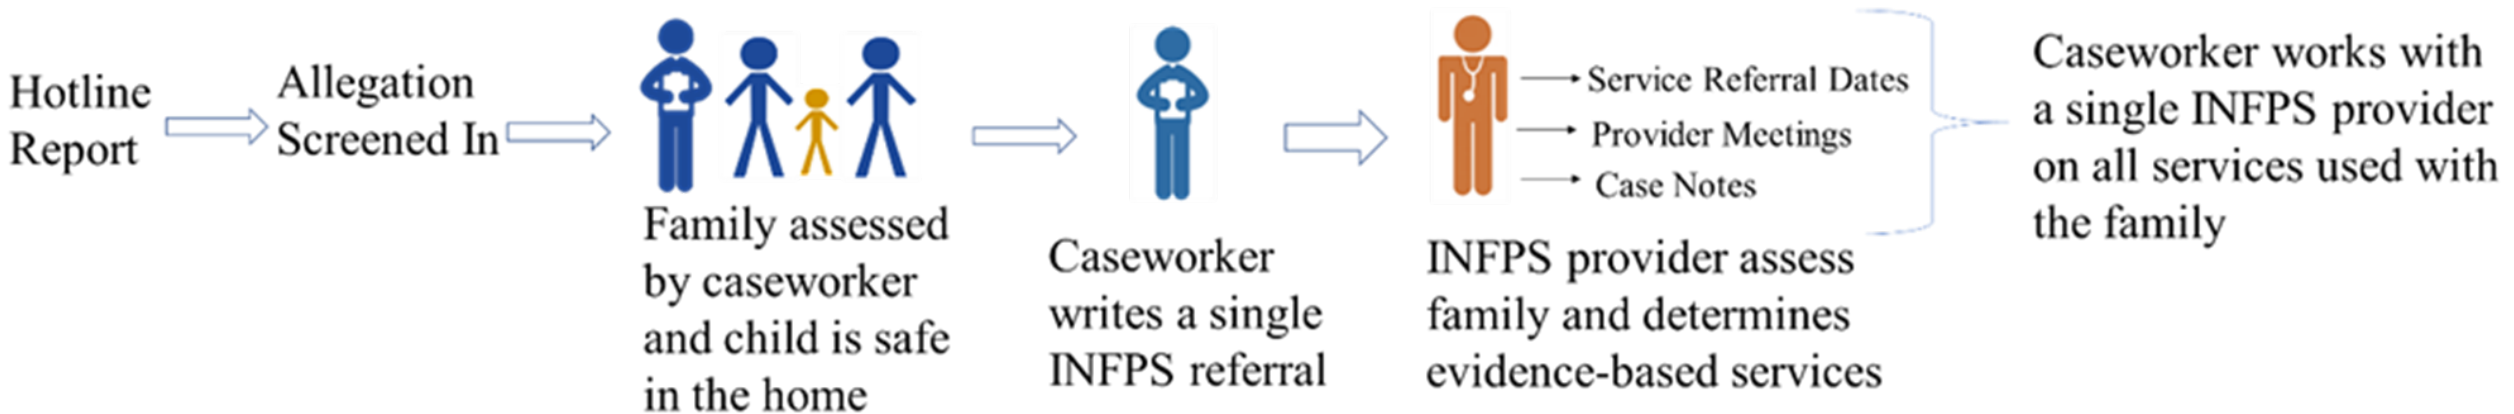 Hotline
Report
Allegation
Screened In
Family assessed
by caseworker
and child is safe
in the home
Caseworker
writes a single
INFPS referral
Service Referral Dates
Provider Meetings
Case Notes
INFPS provider assess
family and determines
evidence-based services
Caseworker works with
a single INFPS provider
on all services used with
the family